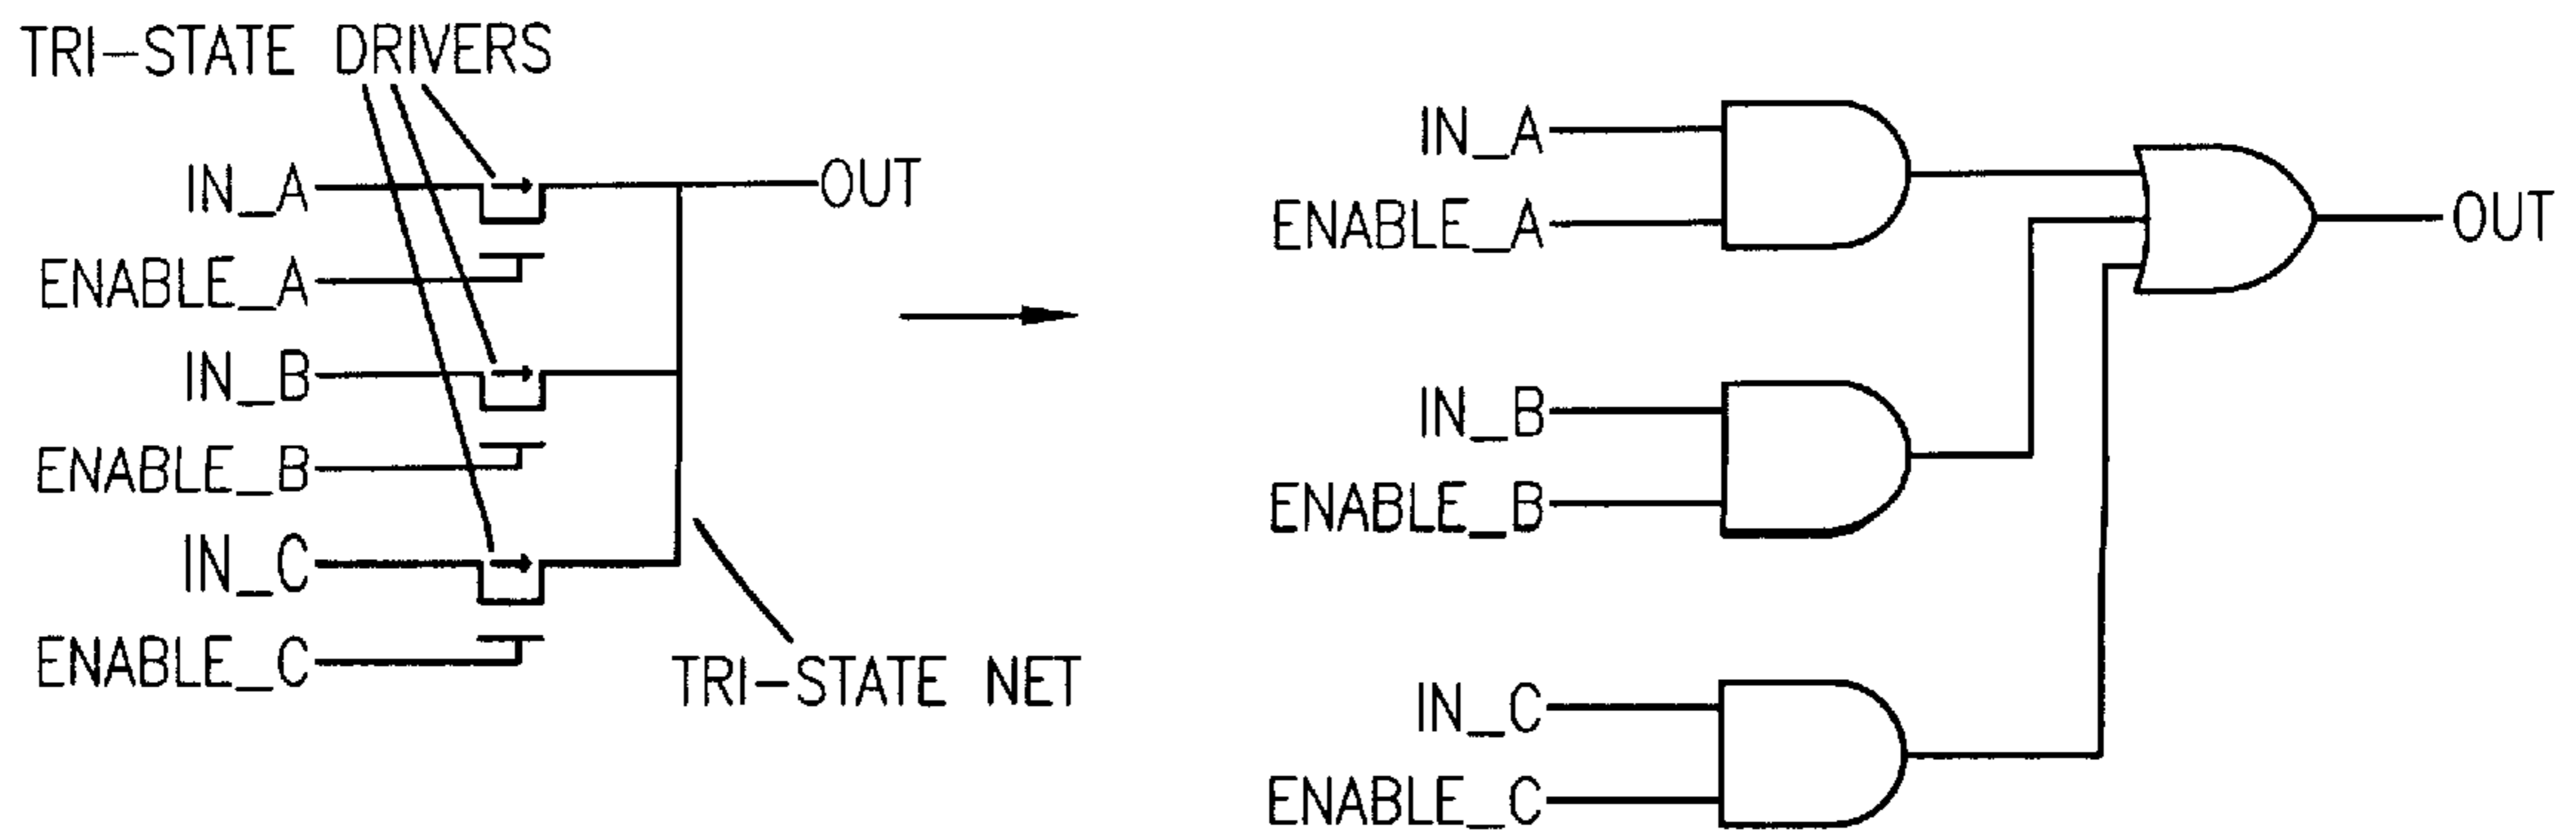 TRI-STATE DRIVERS
IN_A
OUT
ENABLE_A
IN_B
ENABLE_B
IN_C
ENABLE_C
TRI-STATE NET
IN_A
ENABLE_A
OUT
IN_B
ENABLE_B
IN_C
ENABLE_C